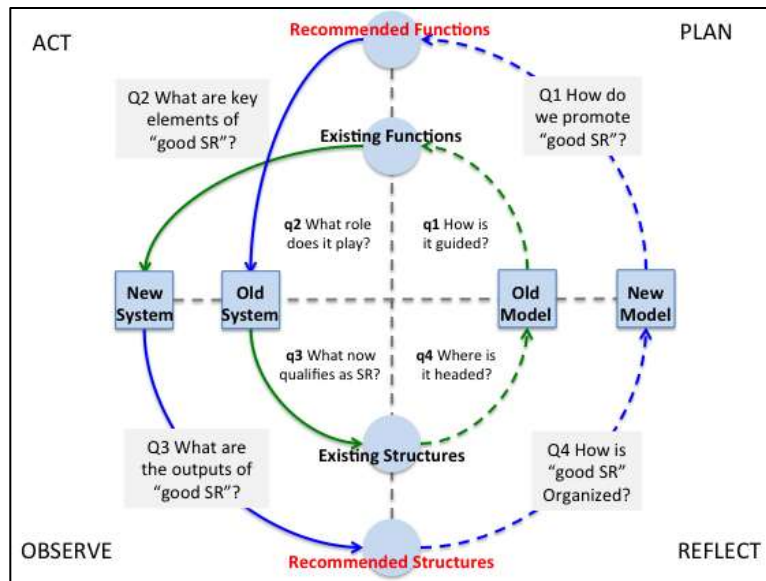 Recommended Functions
ACT
PLAN
Q2 What are key
elements of
“good SR”?
Q1 How do
we promote
“good SR”?
Existing Functions
q2 What role
does it play?
q1 How is
it guided?
New
System
Old
System
Old
Model
New
Model
q3 What now
qualifies as SR?
q4 Where is
it headed?
Q3 What are
the outputs of
“good SR”?
Existing Structures
Q4 How is
“good SR”
Organized?
OBSERVE
Recommended Structures
REFLECT